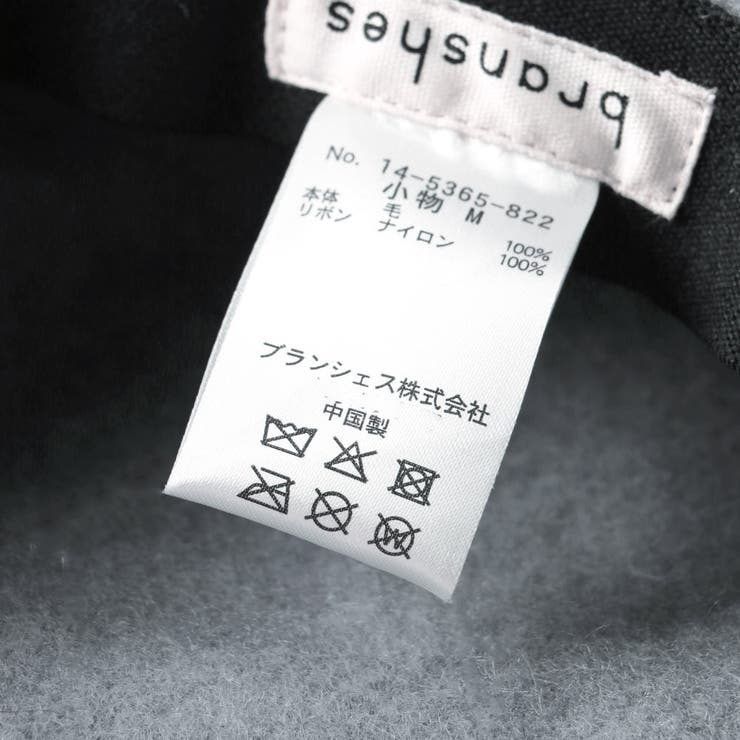 branshes
No. 14-5365-822
小物 M
本体 毛 100%
リボン ナイロン 100%
ブランシェス株式会社
中国製